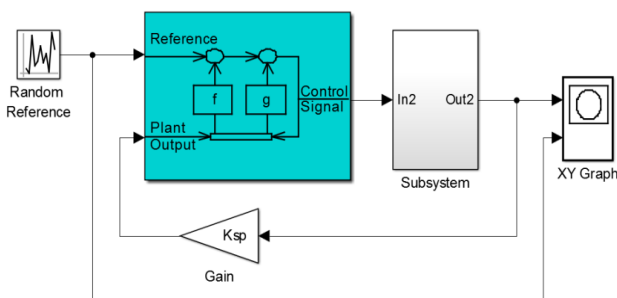 Random
Reference
Reference
f
g
Control
Signal
Plant
Output
In2
Out2
Subsystem
XY Graph
Ksp
Gain